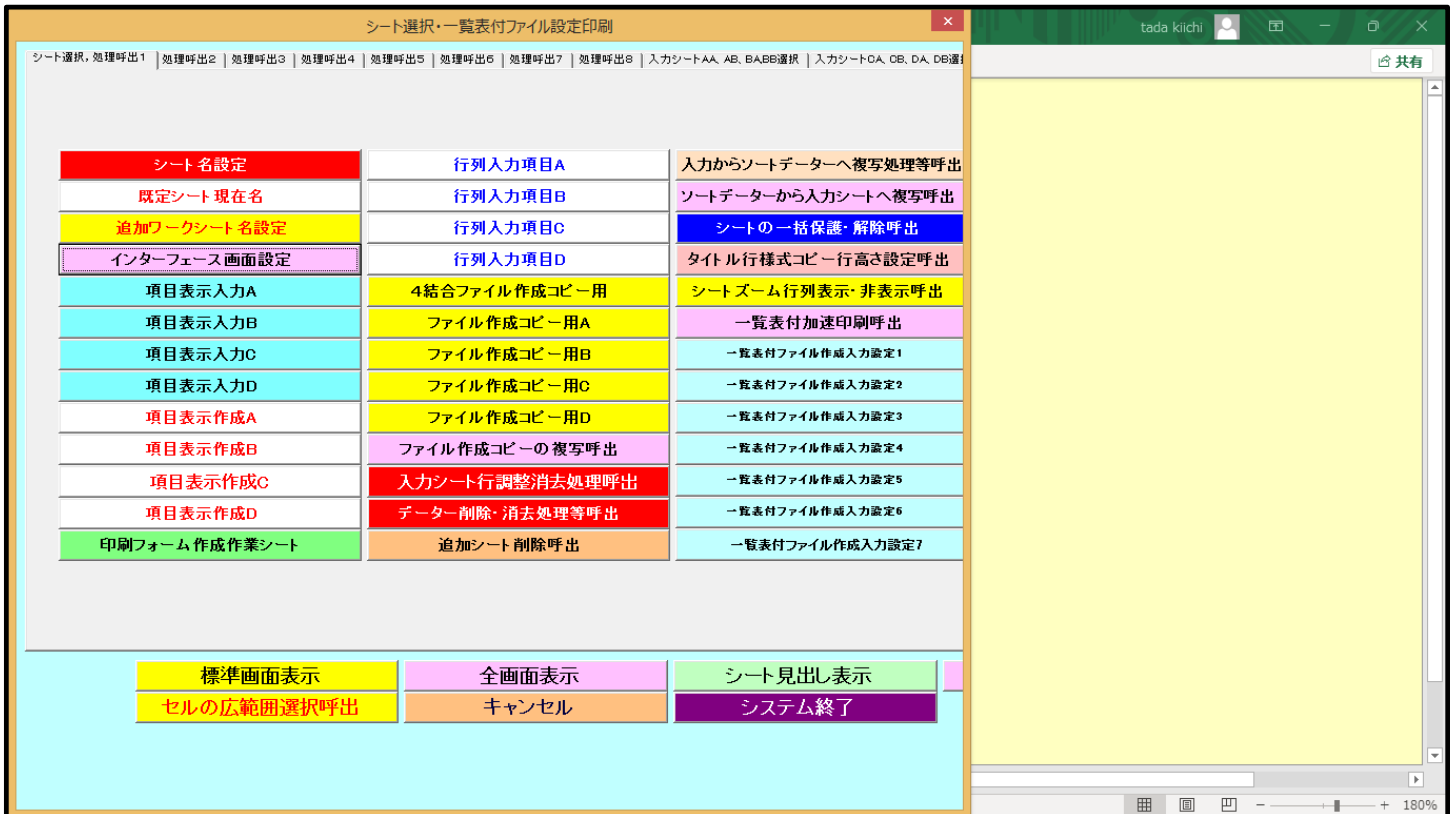 シート選択・一覧表付ファイル設定印刷
tada kiichi
共有
シート選択,処理呼出1 処理呼出2 処理呼出3 処理呼出4 処理呼出5 処理呼出6 処理呼出7 処理呼出8 入力シートAA, AB、BA,BB選択 入力シートCA, CB、DA、DB選
シート名設定 行列入力項目A 入力からソートデーターへ複写処理等呼出
既定シート現在名 行列入力項目B ソートデーターから入力シートへ複写呼出
追加ワークシート名設定 行列入力項目C シートの一括保護・解除呼出
インターフェース画面設定 行列入力項目D タイトル行様式コピー行高さ設定呼出
項目表示入力A 4結合ファイル作成コピー用 シートズーム行列表示・非表示呼出
項目表示入力B ファイル作成コピー用A 一覧表付加速印刷呼出
項目表示入力C ファイル作成コピー用B 一覧表付ファイル作成入力設定1
項目表示入力D ファイル作成コピー用C 一覧表付ファイル作成入力設定2
項目表示作成A ファイル作成コピー用D 一覧表付ファイル作成入力設定3
項目表示作成B ファイル作成コピーの複写呼出 一覧表付ファイル作成入力設定4
項目表示作成C 入力シート行調整消去処理呼出 一覧表付ファイル作成入力設定5
項目表示作成D データー削除・消去処理等呼出 一覧表付ファイル作成入力設定6
印刷フォーム作成作業シート 追加シート削除呼出 一覧表付ファイル作成入力設定7
標準画面表示 全画面表示 シート見出し表示
セルの広範囲選択呼出 キャンセル システム終了
180%